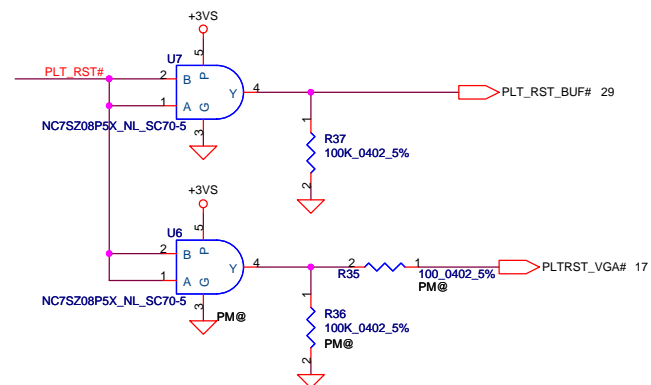 +3VS
U7
5
PLT_RST#
2 B P
Y 4 PLT_RST_BUF# 29
1 A G
NC7SZ08P5X_NL_SC70-5
3
1
R37
100K_0402_5%
2
+3VS
U6
5
2 B P
Y 4 2 R35 1 100_0402_5% PLTRST_VGA# 17
1 A G
PM@
NC7SZ08P5X_NL_SC70-5
3
PM@
1
R36
100K_0402_5%
PM@
2